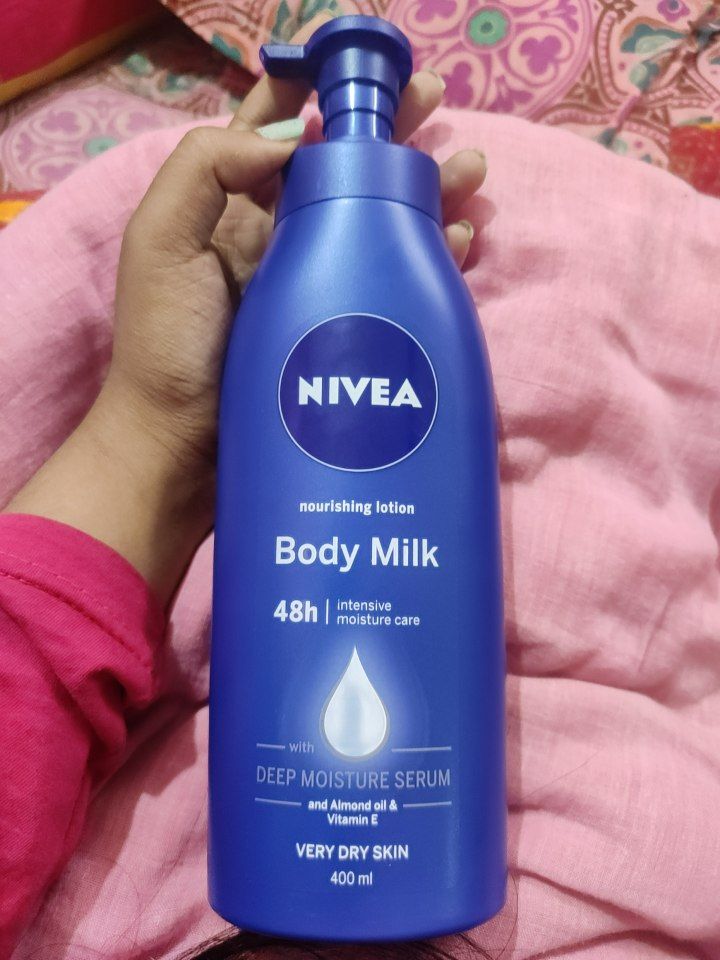 NIVEA
nourishing lotion
Body Milk
48h | intensive
moisture care
with
DEEP MOISTURE SERUM
and Almond oil &
Vitamin E
VERY DRY SKIN
400 ml